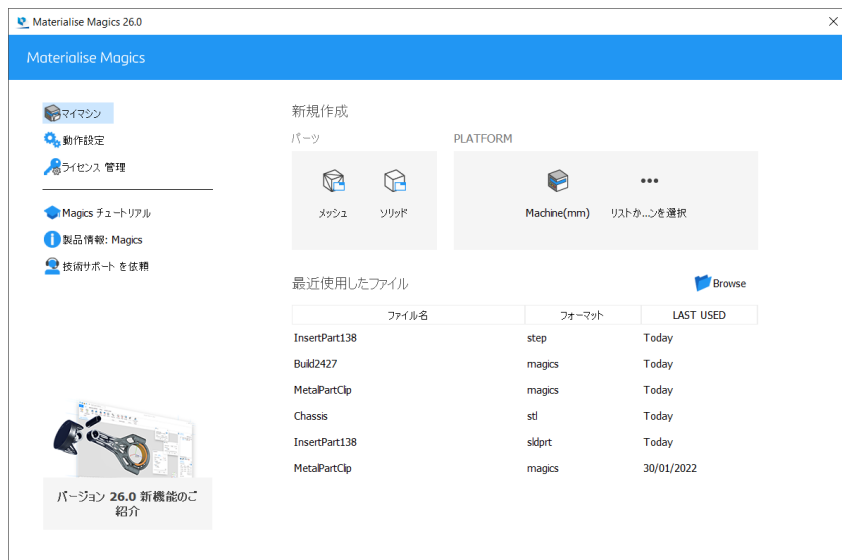 Materialise Magics 26.0
Materialise Magics
マイマシン
動作設定
ライセンス 管理
Magics チュートリアル
製品情報: Magics
技術サポート を依頼
バージョン 26.0 新機能のご
紹介
新規作成
パーツ
PLATFORM
メッシュ
ソリッド
Machine(mm)
リストか...ンを選択
最近使用したファイル
Browse
ファイル名 フォーマット LAST USED
InsertPart138 step Today
Build2427 magics Today
MetalPartClip magics Today
Chassis stl Today
InsertPart138 sldprt Today
MetalPartClip magics 30/01/2022